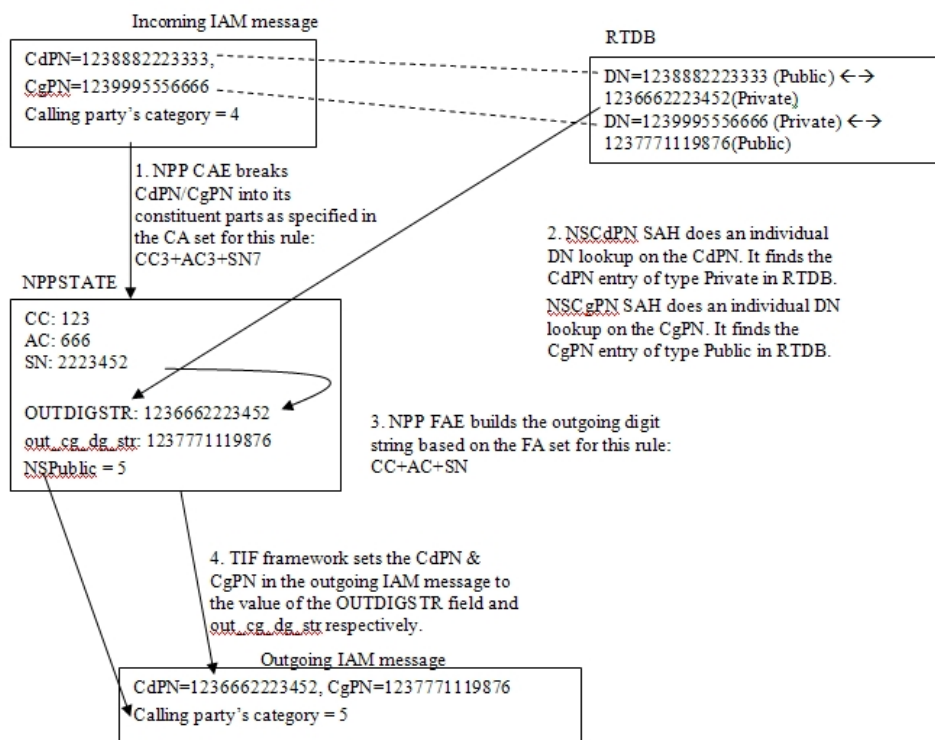 Incoming IAM message
CdPN=1238882223333,
CgPN=1239995556666
Calling party's category = 4
RTDB
DN=1238882223333 (Public) ←→
1236662223452(Private)
DN=1239995556666 (Private) ←→
1237771119876(Public)
1. NPP CAE breaks
CdPN/CgPN into its
constituent parts as specified in
the CA set for this rule:
CC3+AC3+SN7
2. NSCdPN SAH does an individual
DN lookup on the CdPN. It finds the
CdPN entry of type Private in RTDB.
NSCgPN SAH does an individual DN
lookup on the CgPN. It finds the
CgPN entry of type Public in RTDB.
NPPSTATE
CC: 123
AC: 666
SN: 2223452
OUTDIGSTR: 1236662223452
out_cg_dg_str: 1237771119876
NSPublic = 5
3. NPP FAE builds the outgoing digit
string based on the FA set for this rule:
CC+AC+SN
4. TIF framework sets the CdPN &
CgPN in the outgoing IAM message to
the value of the OUTDIGSTR field and
out_cg_dg_str respectively.
Outgoing IAM message
CdPN=1236662223452, CgPN=1237771119876
Calling party's category = 5